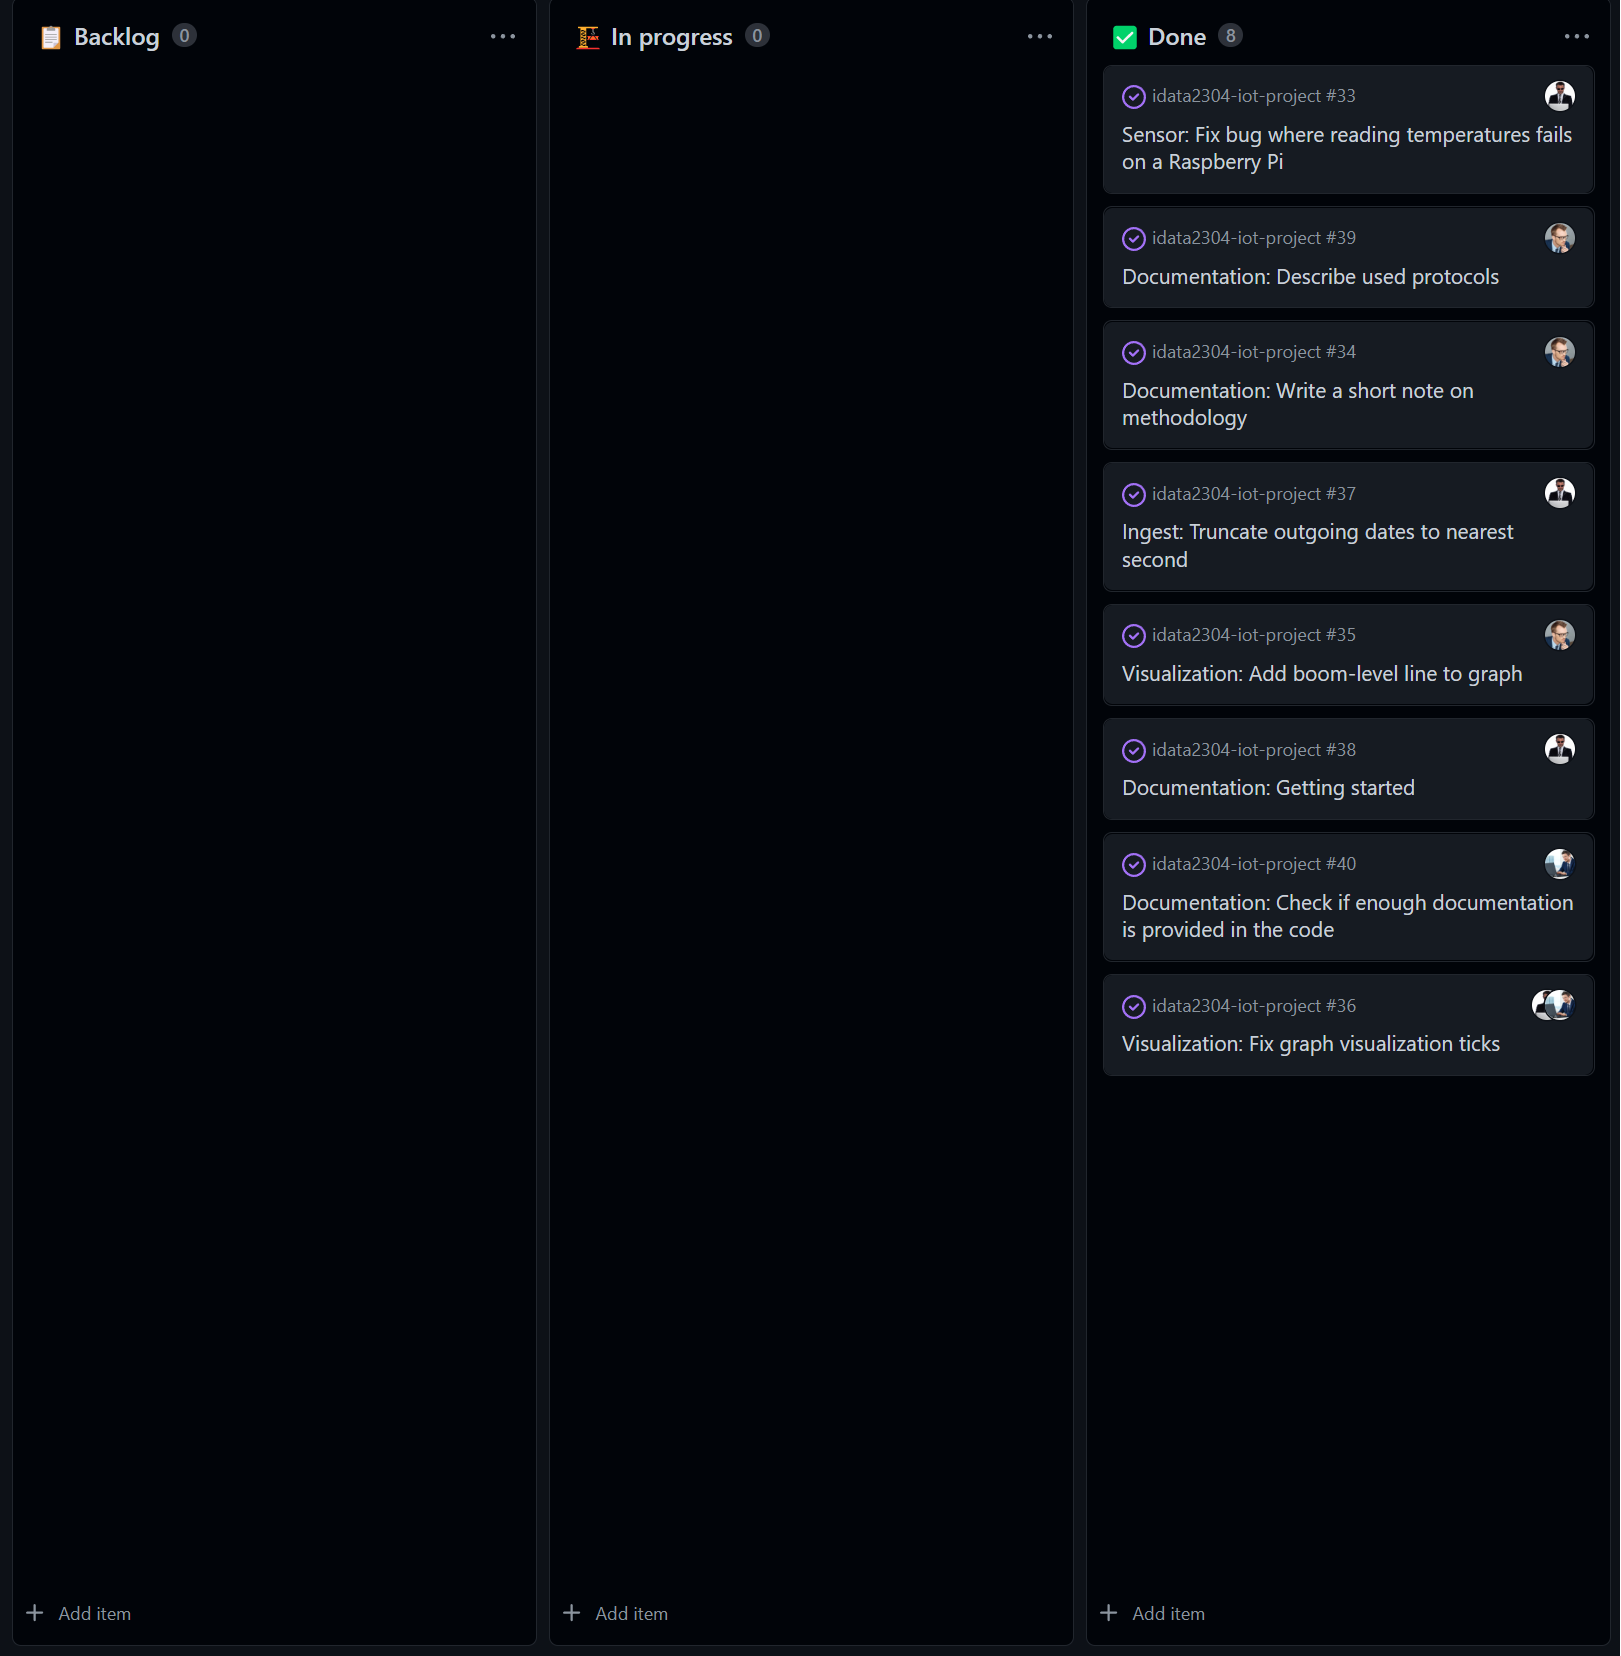 Backlog 0
In progress 0
Done 8
idata2304-iot-project #33
Sensor: Fix bug where reading temperatures fails
on a Raspberry Pi
idata2304-iot-project #39
Documentation: Describe used protocols
idata2304-iot-project #34
Documentation: Write a short note on
methodology
idata2304-iot-project #37
Ingest: Truncate outgoing dates to nearest
second
idata2304-iot-project #35
Visualization: Add boom-level line to graph
idata2304-iot-project #38
Documentation: Getting started
idata2304-iot-project #40
Documentation: Check if enough documentation
is provided in the code
idata2304-iot-project #36
Visualization: Fix graph visualization ticks
Add item
Add item
Add item